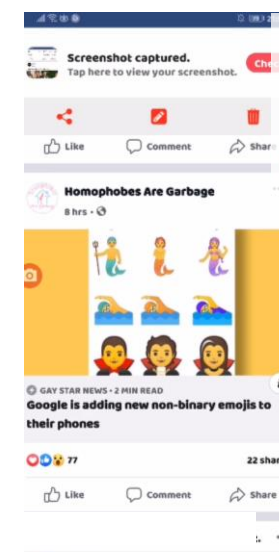 Screenshot captured.
Tap here to view your screenshot.
Like Comment
Homophobes Are Garbage
8 hrs
GAY STAR NEWS • 2 MIN READ
Google is adding new non-binary emojis to
their phones
77 22 shar
Like Comment Share